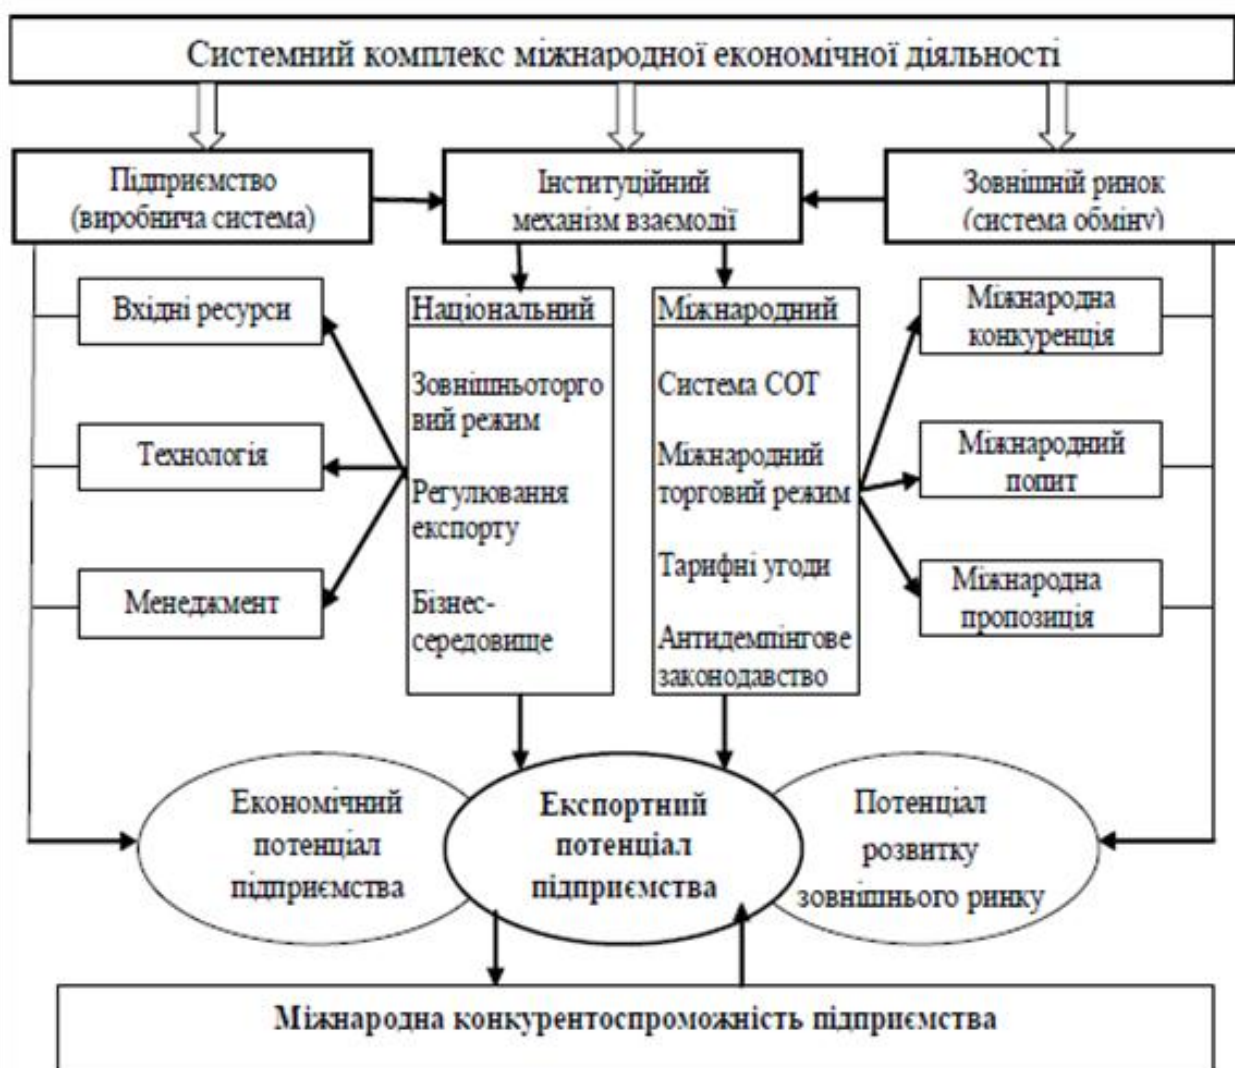 Системний комплекс міжнародної економічної діяльності
Підприємство
(виробнича система)
Інституційний
механізм взаємодії
Зовнішній ринок
(система обміну)
Вхідні ресурси
Технологія
Менеджмент
Національний
Зовнішньоторго
вий режим
Регулювання
експорту
Бізнес-
середовище
Міжнародний
Система СОТ
Міжнародний
торговий режим
Тарифні угоди
Антидемпінгове
законодавство
Міжнародна
конкуренція
Міжнародний
попит
Міжнародна
пропозиція
Економічний
потенціал
підприємства
Експортний
потенціал
підприємства
Потенціал
розвитку
зовнішнього ринку
Міжнародна конкурентоспроможність підприємства